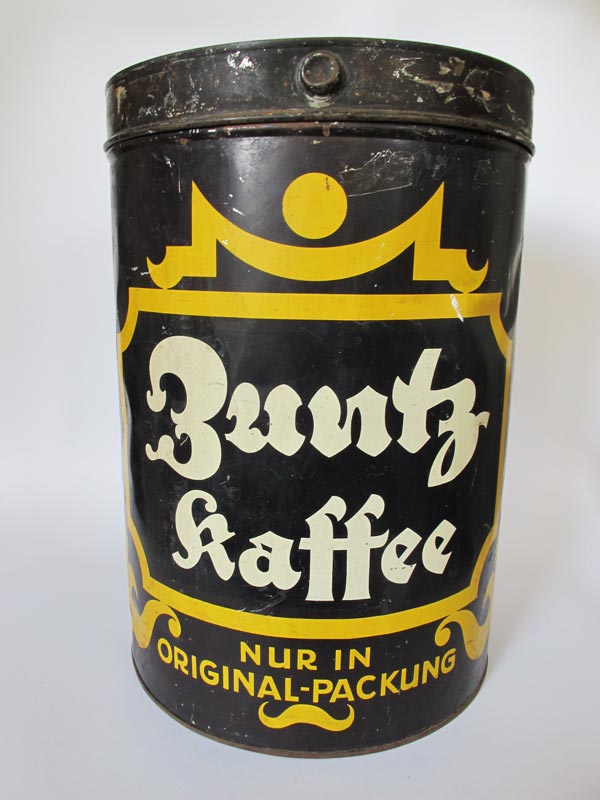 Zuntz
Kaffee
NUR IN
ORIGINAL-PACKUNG